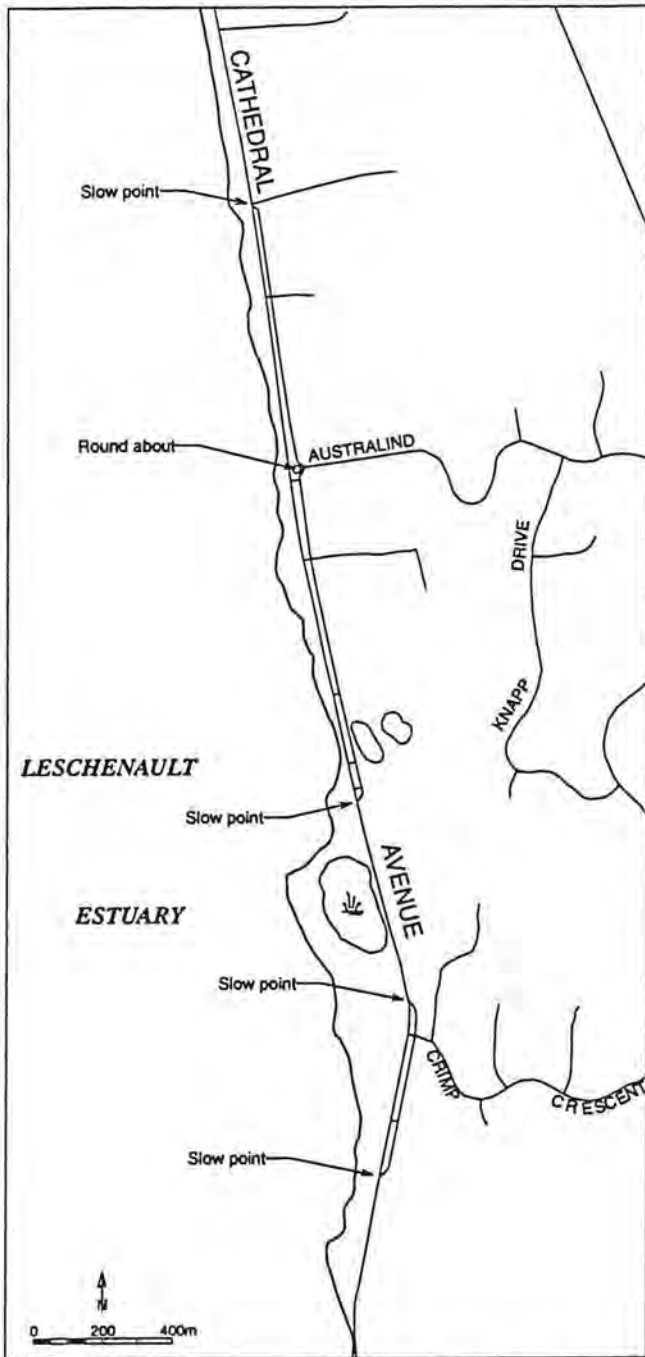 CATHEDRAL
Slow point
Round about
AUSTRALIND
DRIVE
KNAPP
LESCHENAULT
Slow point
AVENUE
ESTUARY
Slow point
CRIMP
CRESCENT
Slow point
N
0 200 400m